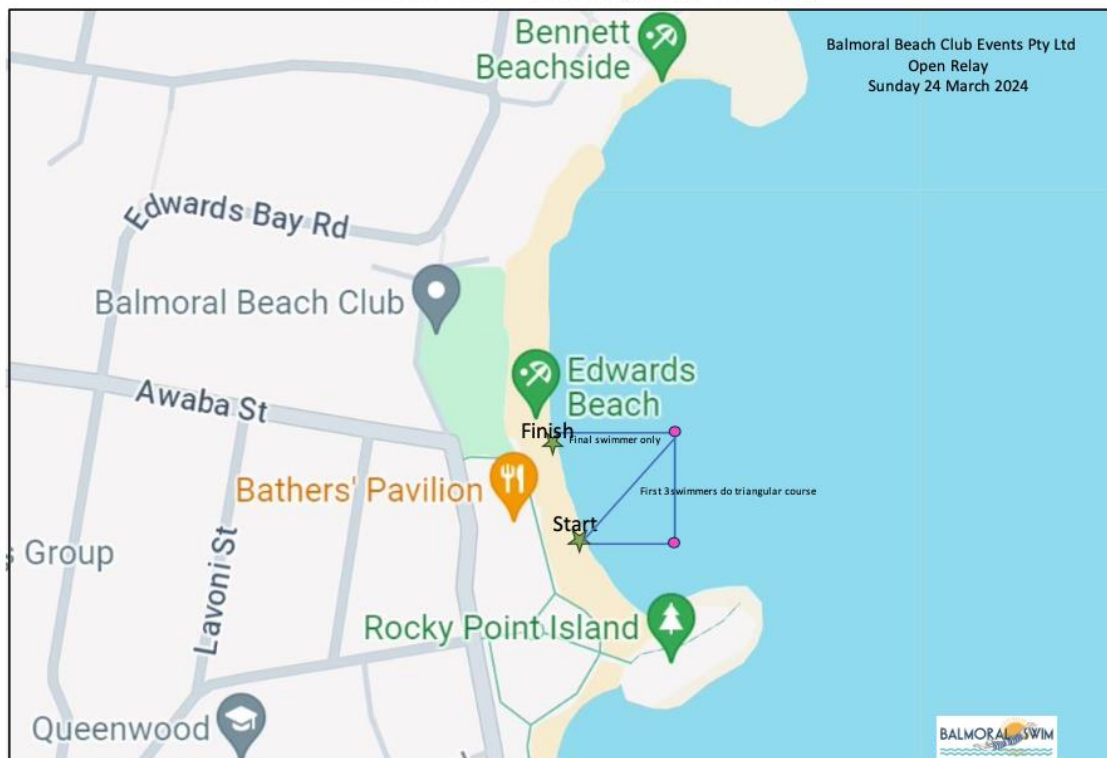 Bennett
Beachside
Balmoral Beach Club Events Pty Ltd
Open Relay
Sunday 24 March 2024
Edwards Bay Rd
Balmoral Beach Club
Edwards
Beach
Awaba St
Finish
Final swimmer only
Bathers' Pavilion
First 3 swimmers do triangular course
Start
Lavoni St
s Group
Rocky Point Island
Queenwood
BALMORAL SWIM